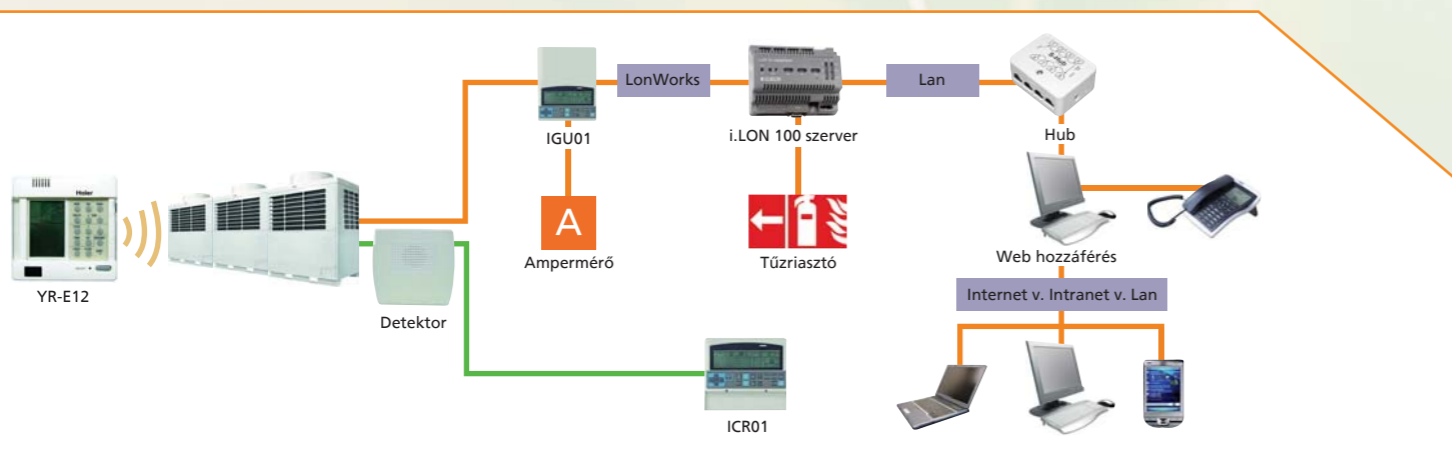 LonWorks
Lan
IGU01
i.LON 100 szerver
Hub
Haier
A
Ampermérő
Tűzriasztó
Web hozzáférés
YR-E12
Internet v. Intranet v. Lan
Detektor
ICR01